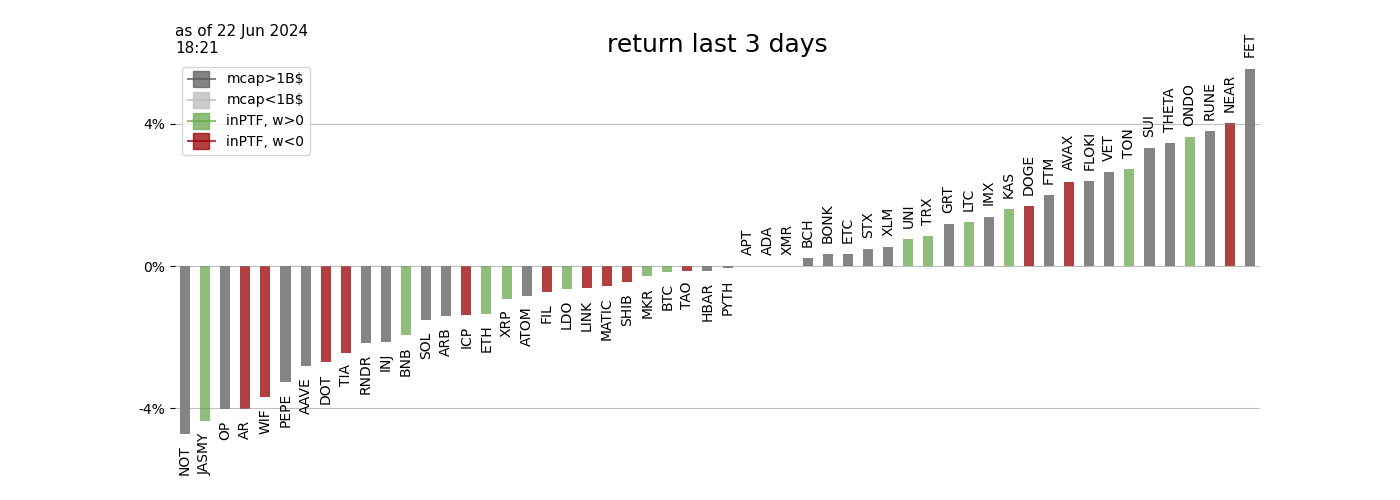 as of 22 Jun 2024
18:21
return last 3 days
mcap>1B$
mcap<1B$
inPTF, w>0
inPTF, w<0
4%
0%
-4%
NOT
JASMY
OP
AR
WIF
PEPE
AAVE
DOT
TIA
RNDR
INJ
BNB
SOL
ARB
ICP
ETH
XRP
ATOM
FIL
LDO
LINK
MATIC
SHIB
MKR
BTC
TAO
HBAR
PYTH
APT
ADA
XMR
BCH
BONK
ETC
STX
XLM
UNI
TRX
GRT
LTC
IMX
KAS
DOGE
FTM
AVAX
FLOKI
VET
TON
SUI
THETA
ONDO
RUNE
NEAR
FET